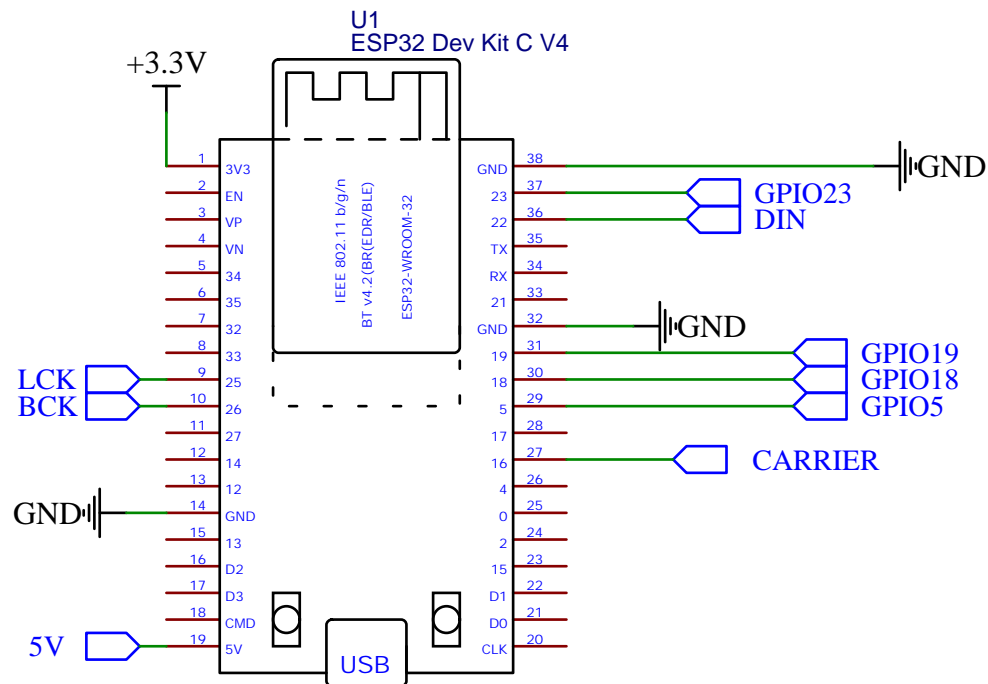 U1
ESP32 Dev Kit C V4
+3.3V
1 3V3 GND 38 GND
2 EN 23 37 GPIO23
3 VP 22 36 DIN
4 VN TX 35
5 34 RX 34
6 35 21 33
7 32 GND 32 GND
8 33 19 31 GPIO19
LCK 9 25 18 30 GPIO18
BCK 10 26 5 29 GPIO5
11 27 17 28
12 14 16 27 CARRIER
13 12 4 26
GND 14 GND 0 25
15 13 2 24
16 D2 15 23
17 D3 D1 22
18 CMD D0 21
5V 19 5V CLK 20
IEEE 802.11 b/g/n
BT v4.2(BR(EDR/BLE)
ESP32-WROOM-32
USB